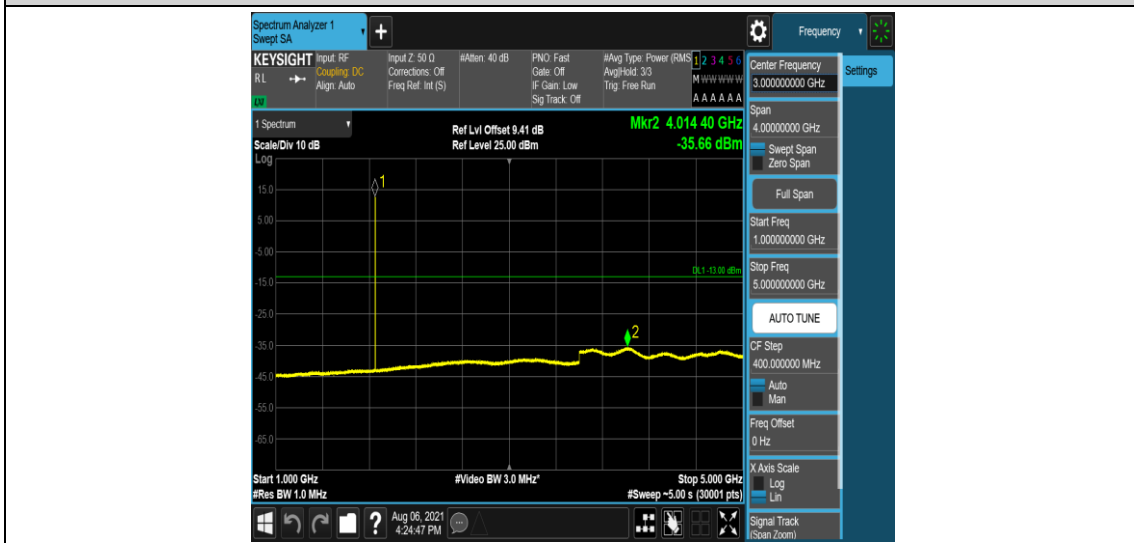 Spectrum Analyzer 1
Swept SA
+
Frequency
KEYSIGHT
RL
LXI
Input: RF
Coupling: DC
Align: Auto
Input Z: 50 Ω
Corrections: Off
Freq Ref: Int (S)
#Atten: 40 dB
PNO: Fast
Gate: Off
IF Gain: Low
Sig Track: Off
#Avg Type: Power (RMS
Avg|Hold: 3/3
Trig: Free Run
1 2 3 4 5 6
M W W W W W
A A A A A A
1 Spectrum
Scale/Div 10 dB
Ref Lvl Offset 9.41 dB
Ref Level 25.00 dBm
Mkr2 4.014 40 GHz
-35.66 dBm
Log
15.0
5.00
-5.00
-15.0
-25.0
-35.0
-45.0
-55.0
-65.0
1
DL1 -13.00 dBm
2
Start 1.000 GHz
#Res BW 1.0 MHz
#Video BW 3.0 MHz*
Stop 5.000 GHz
#Sweep ~5.00 s (30001 pts)
?
Aug 06, 2021
4:24:47 PM
Center Frequency
3.000000000 GHz
Settings
Span
4.00000000 GHz
Swept Span
Zero Span
Full Span
Start Freq
1.000000000 GHz
Stop Freq
5.000000000 GHz
AUTO TUNE
CF Step
400.000000 MHz
Auto
Man
Freq Offset
0 Hz
X Axis Scale
Log
Lin
Signal Track
(Span Zoom)